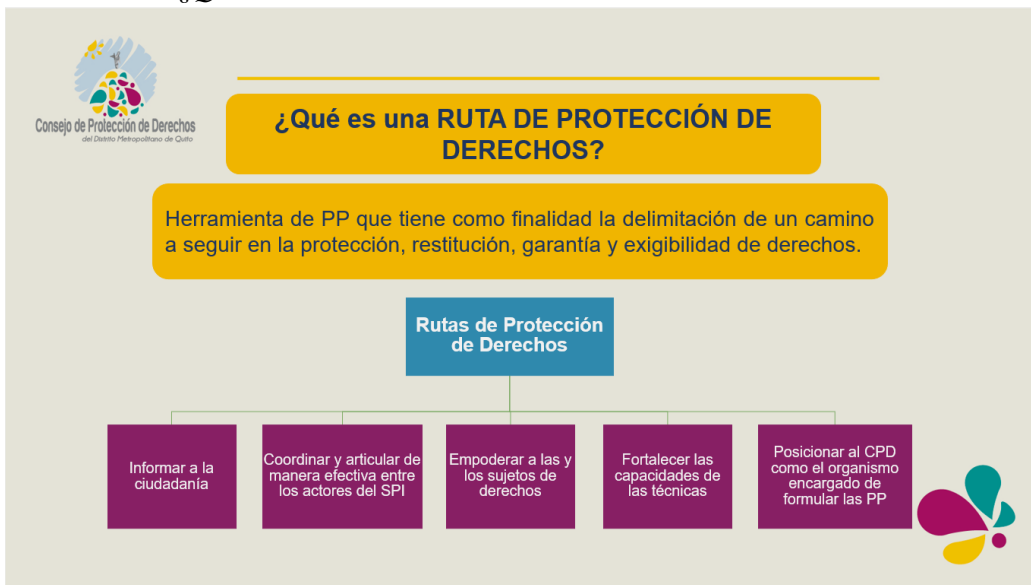 Consejo de Protección de Derechos
del Distrito Metropolitano de Quito
¿Qué es una RUTA DE PROTECCIÓN DE
DERECHOS?
Herramienta de PP que tiene como finalidad la delimitación de un camino
a seguir en la protección, restitución, garantía y exigibilidad de derechos.
Rutas de Protección
de Derechos
Informar a la
ciudadanía
Coordinar y articular de
manera efectiva entre
los actores del SPI
Empoderar a las y
los sujetos de
derechos
Fortalecer las
capacidades de
las técnicas
Posicionar al CPD
como el organismo
encargado de
formular las PP